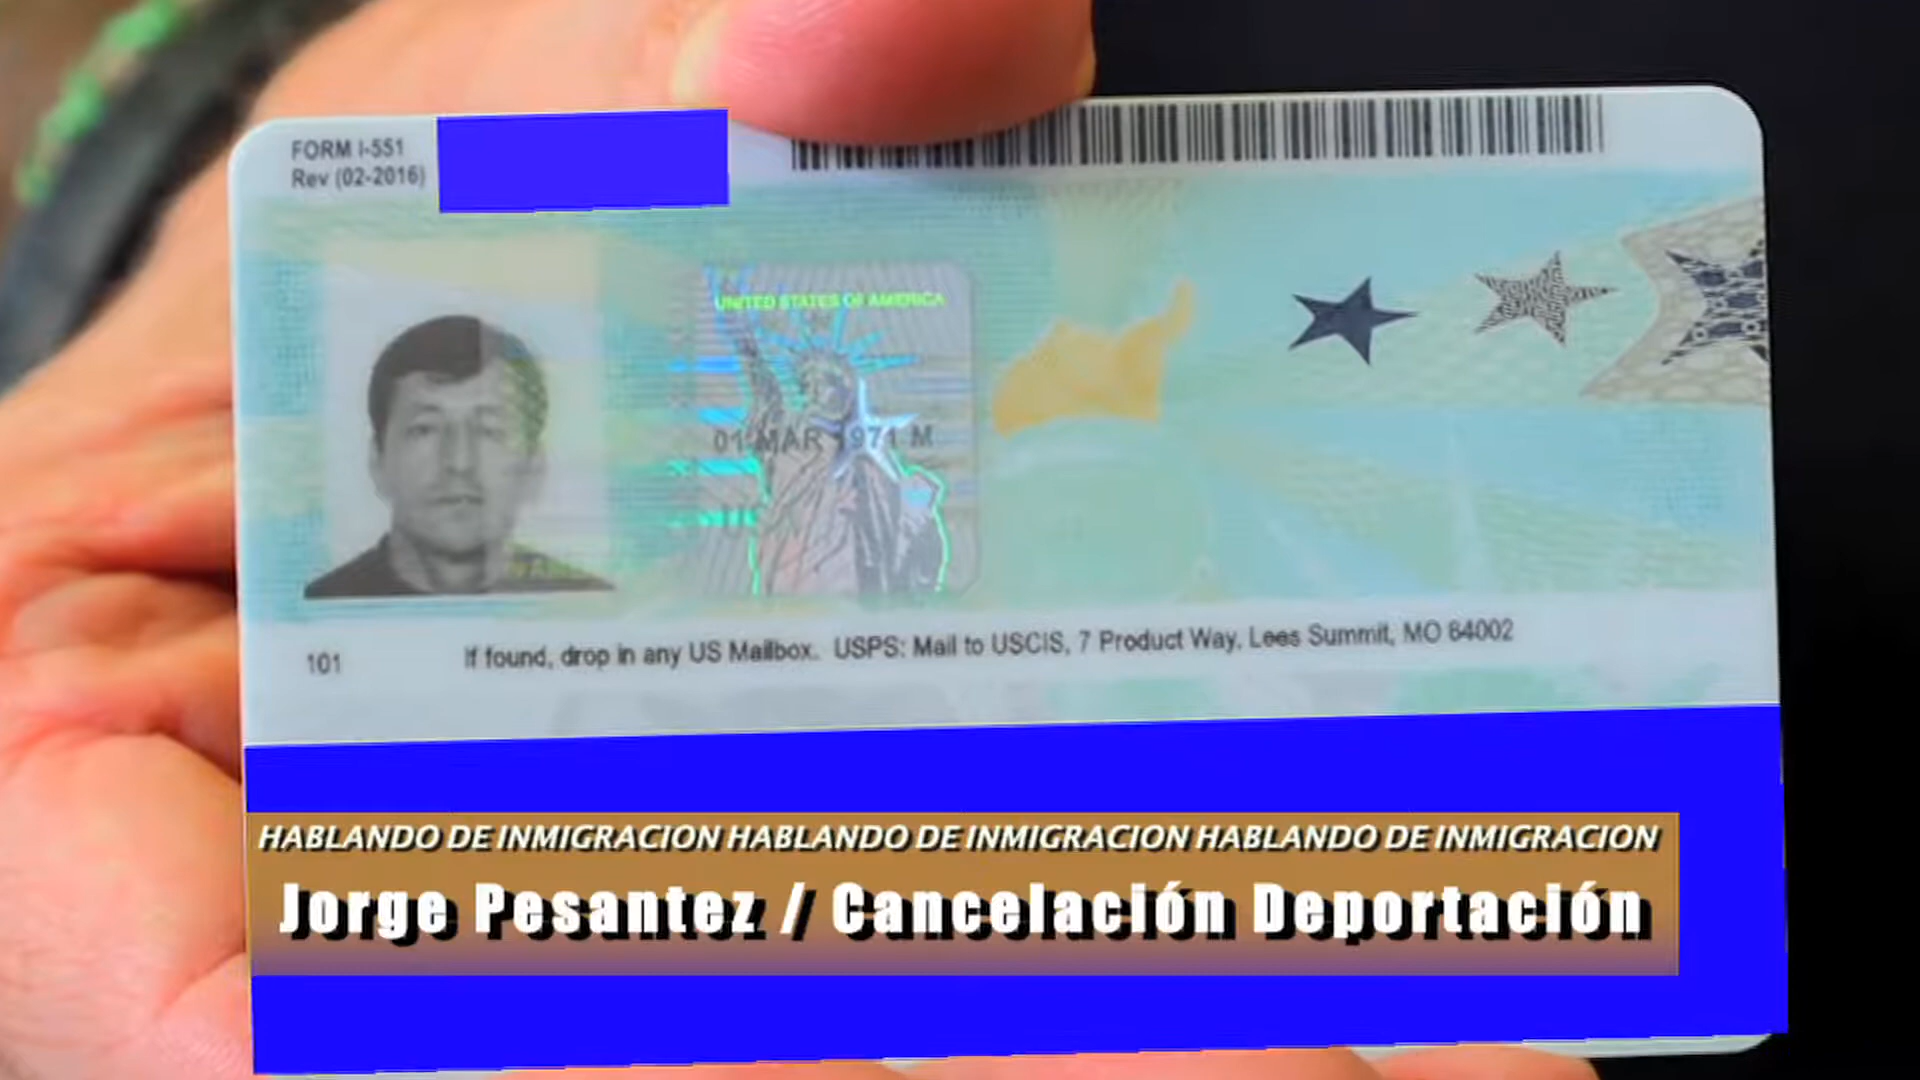 FORM I-551
Rev (02-2016)
UNITED STATES OF AMERICA
01 MAR 1971 M
101
If found, drop in any US Mailbox. USPS: Mail to USCIS, 7 Product Way, Lees Summit, MO 64002
HABLANDO DE INMIGRACION HABLANDO DE INMIGRACION HABLANDO DE INMIGRACION
Jorge Pesantez / Cancelación Deportación